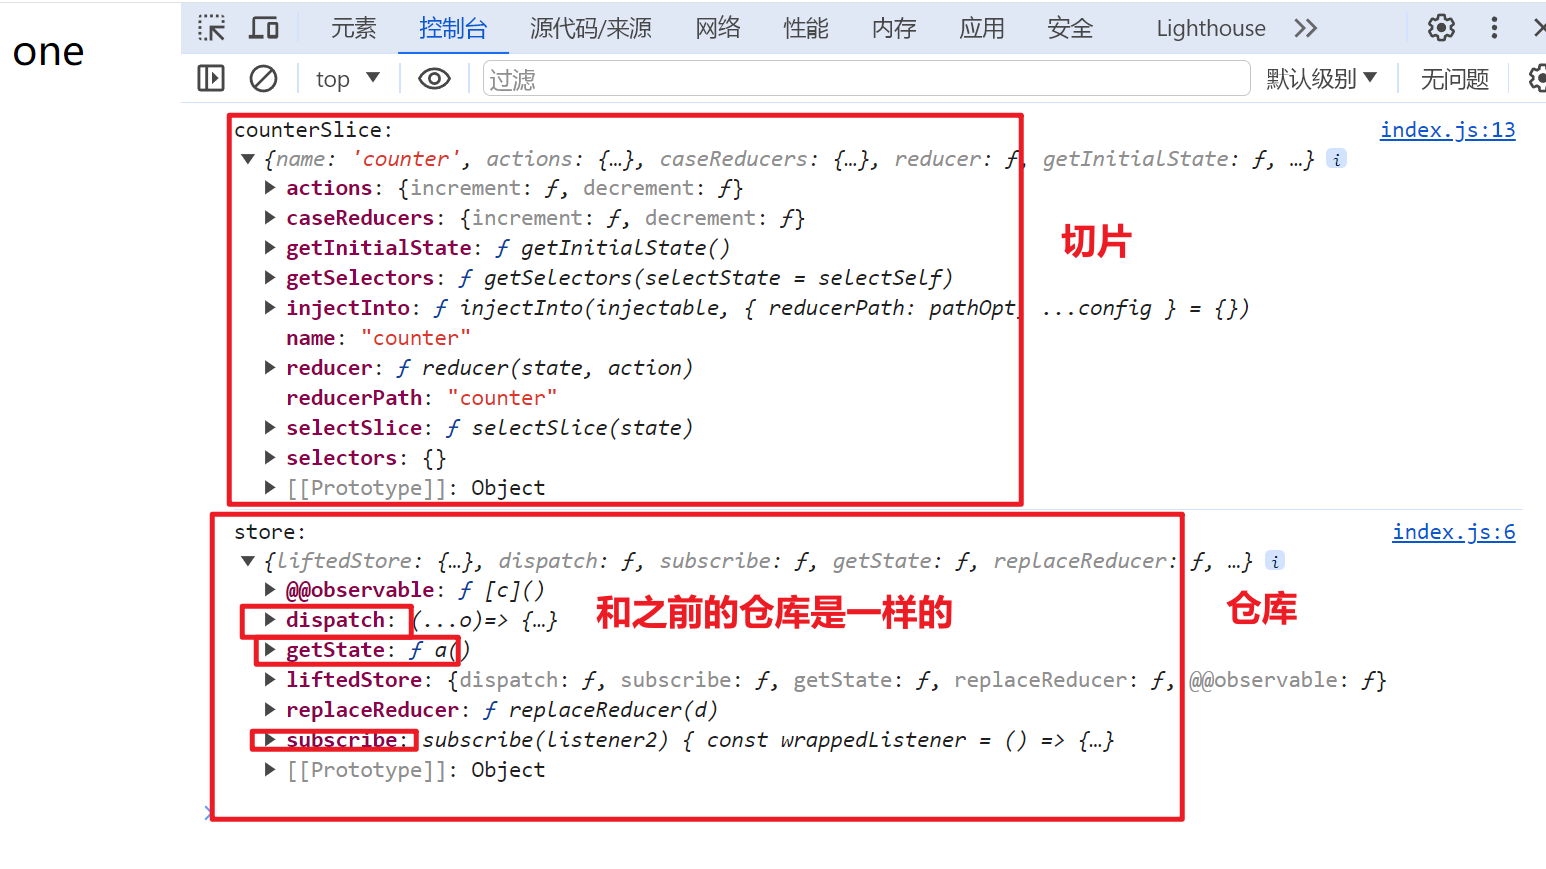 one
元素 控制台 源代码/来源 网络 性能 内存 应用 安全 Lighthouse
top 过滤 默认级别 无问题
counterSlice: index.js:13
{name: 'counter', actions: {…}, caseReducers: {…}, reducer: ƒ, getInitialState: ƒ, …} i
actions: {increment: ƒ, decrement: ƒ}
caseReducers: {increment: ƒ, decrement: ƒ}
切片
getInitialState: ƒ getInitialState()
getSelectors: ƒ getSelectors(selectState = selectSelf)
injectInto: ƒ injectInto(injectable, { reducerPath: pathOpt, ...config } = {})
name: "counter"
reducer: ƒ reducer(state, action)
reducerPath: "counter"
selectSlice: ƒ selectSlice(state)
selectors: {}
[[Prototype]]: Object
store: index.js:6
{liftedStore: {…}, dispatch: ƒ, subscribe: ƒ, getState: ƒ, replaceReducer: ƒ, …} i
@@observable: ƒ [c]()
dispatch: (...o)=> {…} 和之前的仓库是一样的 仓库
getState: ƒ a()
liftedStore: {dispatch: ƒ, subscribe: ƒ, getState: ƒ, replaceReducer: ƒ, @@observable: ƒ}
replaceReducer: ƒ replaceReducer(d)
subscribe: subscribe(listener2) { const wrappedListener = () => {…}
[[Prototype]]: Object